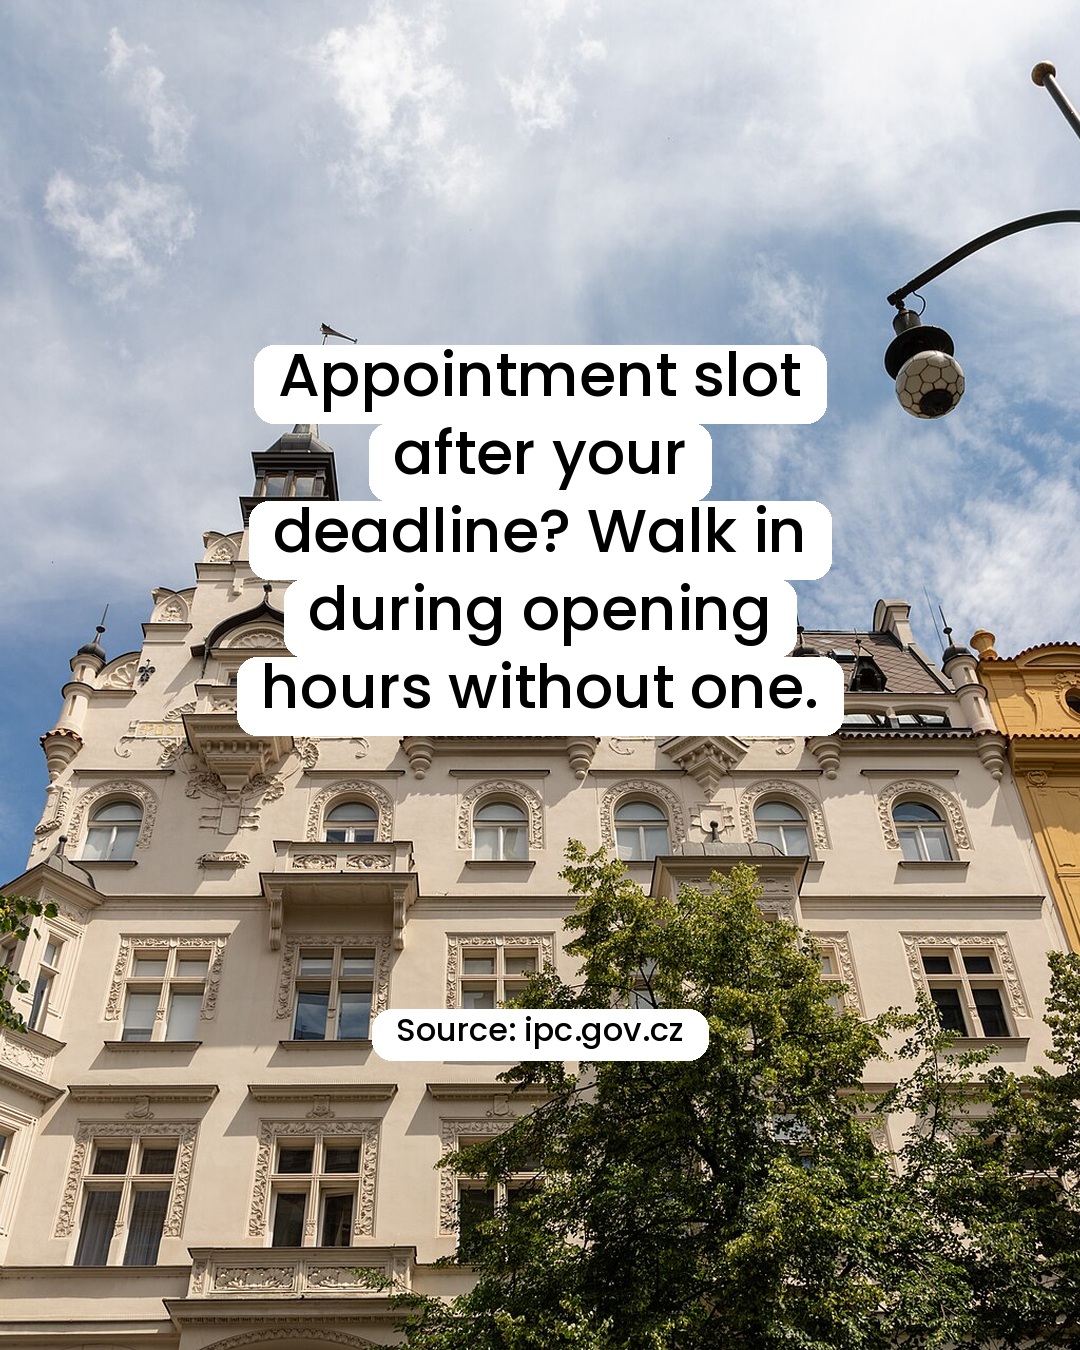 Appointment slot
after your
deadline? Walk in
during opening
hours without one.
Source: ipc.gov.cz